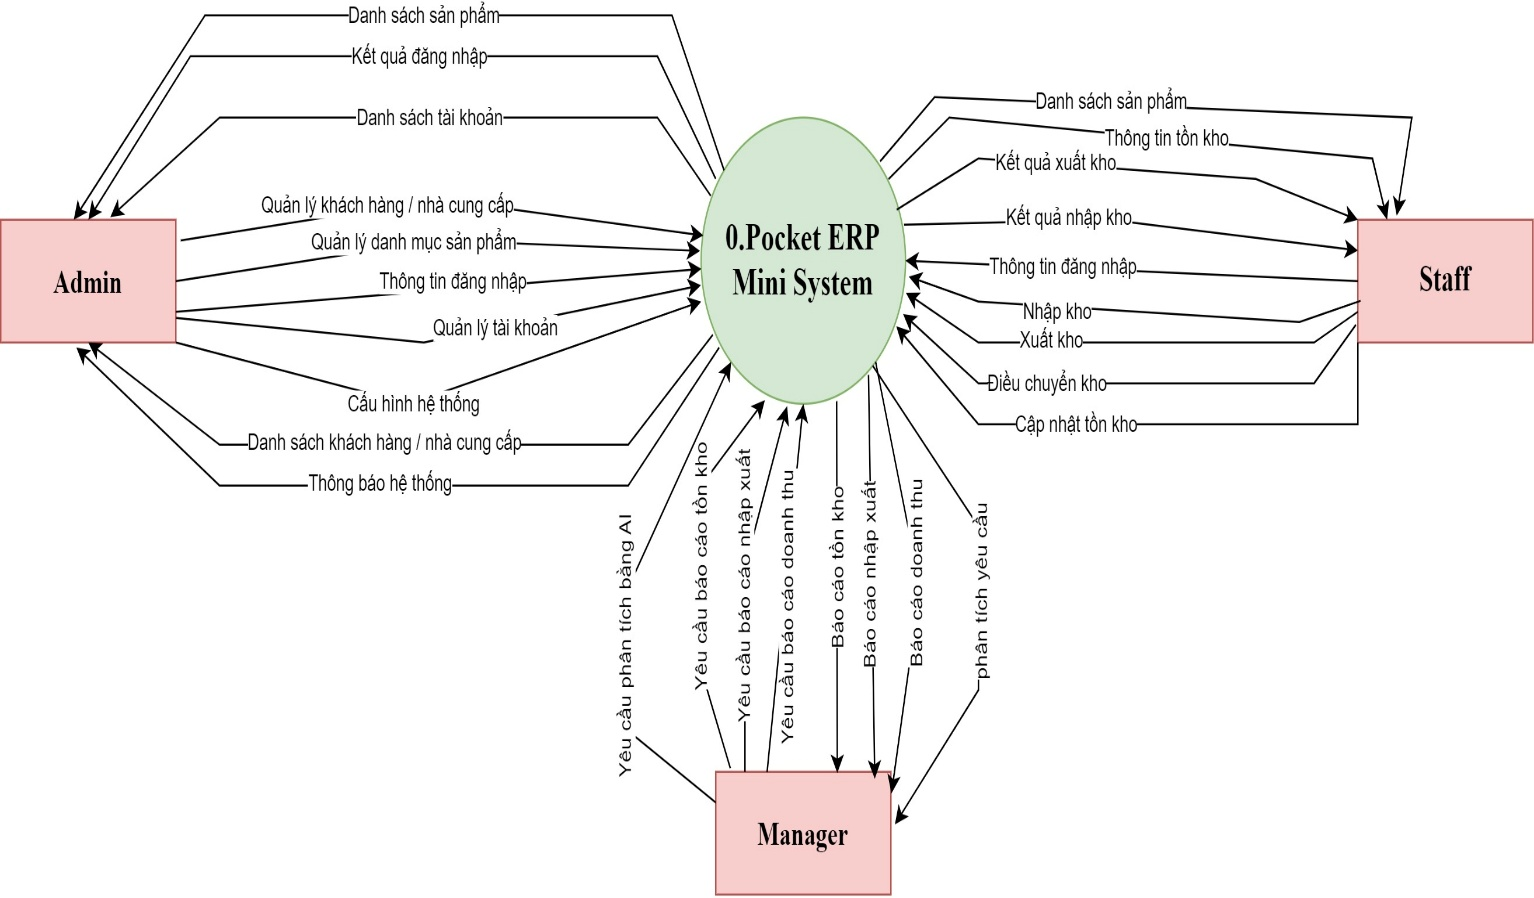 Danh sách sản phẩm
Kết quả đăng nhập
Danh sách tài khoản
Quản lý khách hàng / nhà cung cấp
Quản lý danh mục sản phẩm
Thông tin đăng nhập
Quản lý tài khoản
Cấu hình hệ thống
Danh sách khách hàng / nhà cung cấp
Thông báo hệ thống
Admin
0.Pocket ERP
Mini System
Danh sách sản phẩm
Thông tin tồn kho
Kết quả xuất kho
Kết quả nhập kho
Thông tin đăng nhập
Nhập kho
Xuất kho
Điều chuyển kho
Cập nhật tồn kho
Staff
Yêu cầu phân tích bằng AI
Yêu cầu báo cáo tồn kho
Yêu cầu báo cáo nhập xuất
Yêu cầu báo cáo doanh thu
Báo cáo tồn kho
Báo cáo nhập xuất
Báo cáo doanh thu
phân tích yêu cầu
Manager